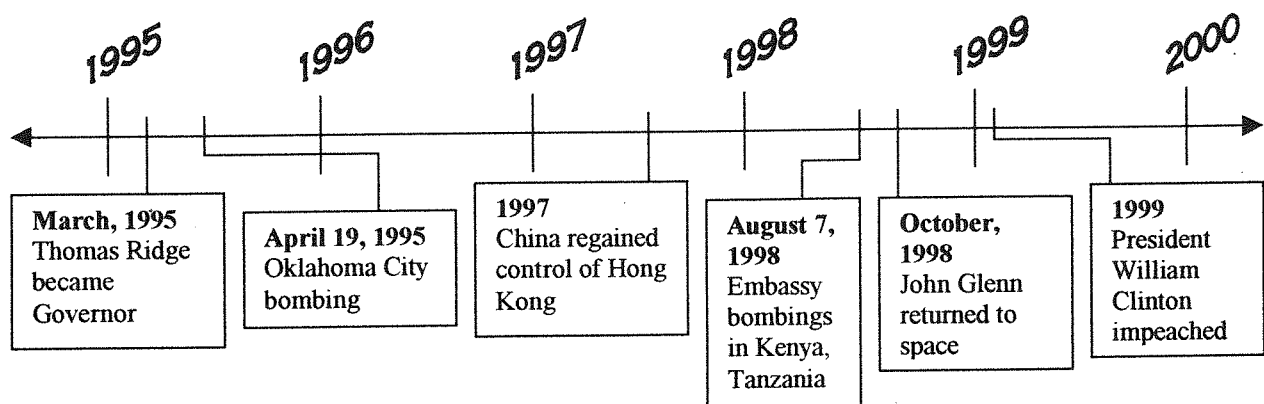 1995
1996
1997
1998
1999
2000
March, 1995
Thomas Ridge
became
Governor
April 19, 1995
Oklahoma City
bombing
1997
China regained
control of Hong
Kong
August 7,
1998
Embassy
bombings
in Kenya,
Tanzania
October,
1998
John Glenn
returned to
space
1999
President
William
Clinton
impeached